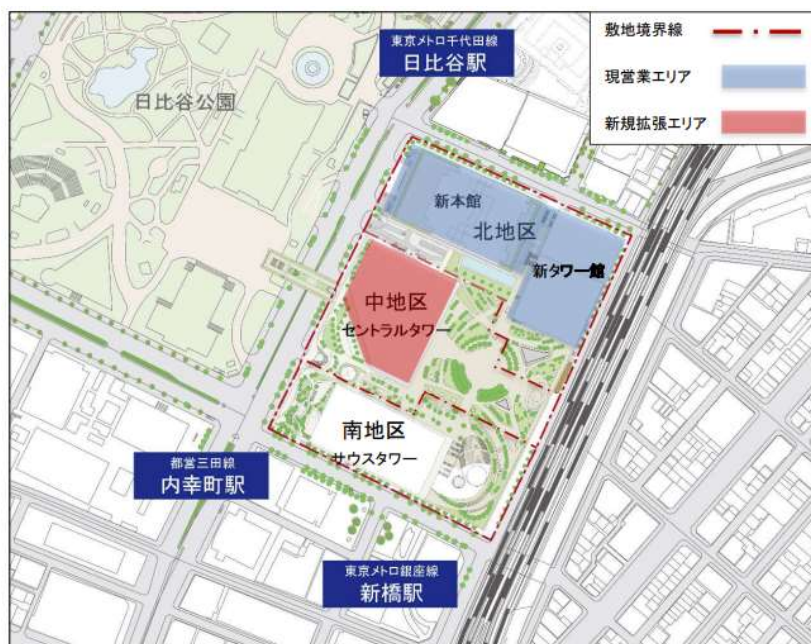 東京メトロ千代田線
日比谷駅
敷地境界線
現営業エリア
新規拡張エリア
日比谷公園
新本館
北地区
新タワー館
中地区
セントラルタワー
南地区
サウスタワー
都営三田線
内幸町駅
東京メトロ銀座線
新橋駅